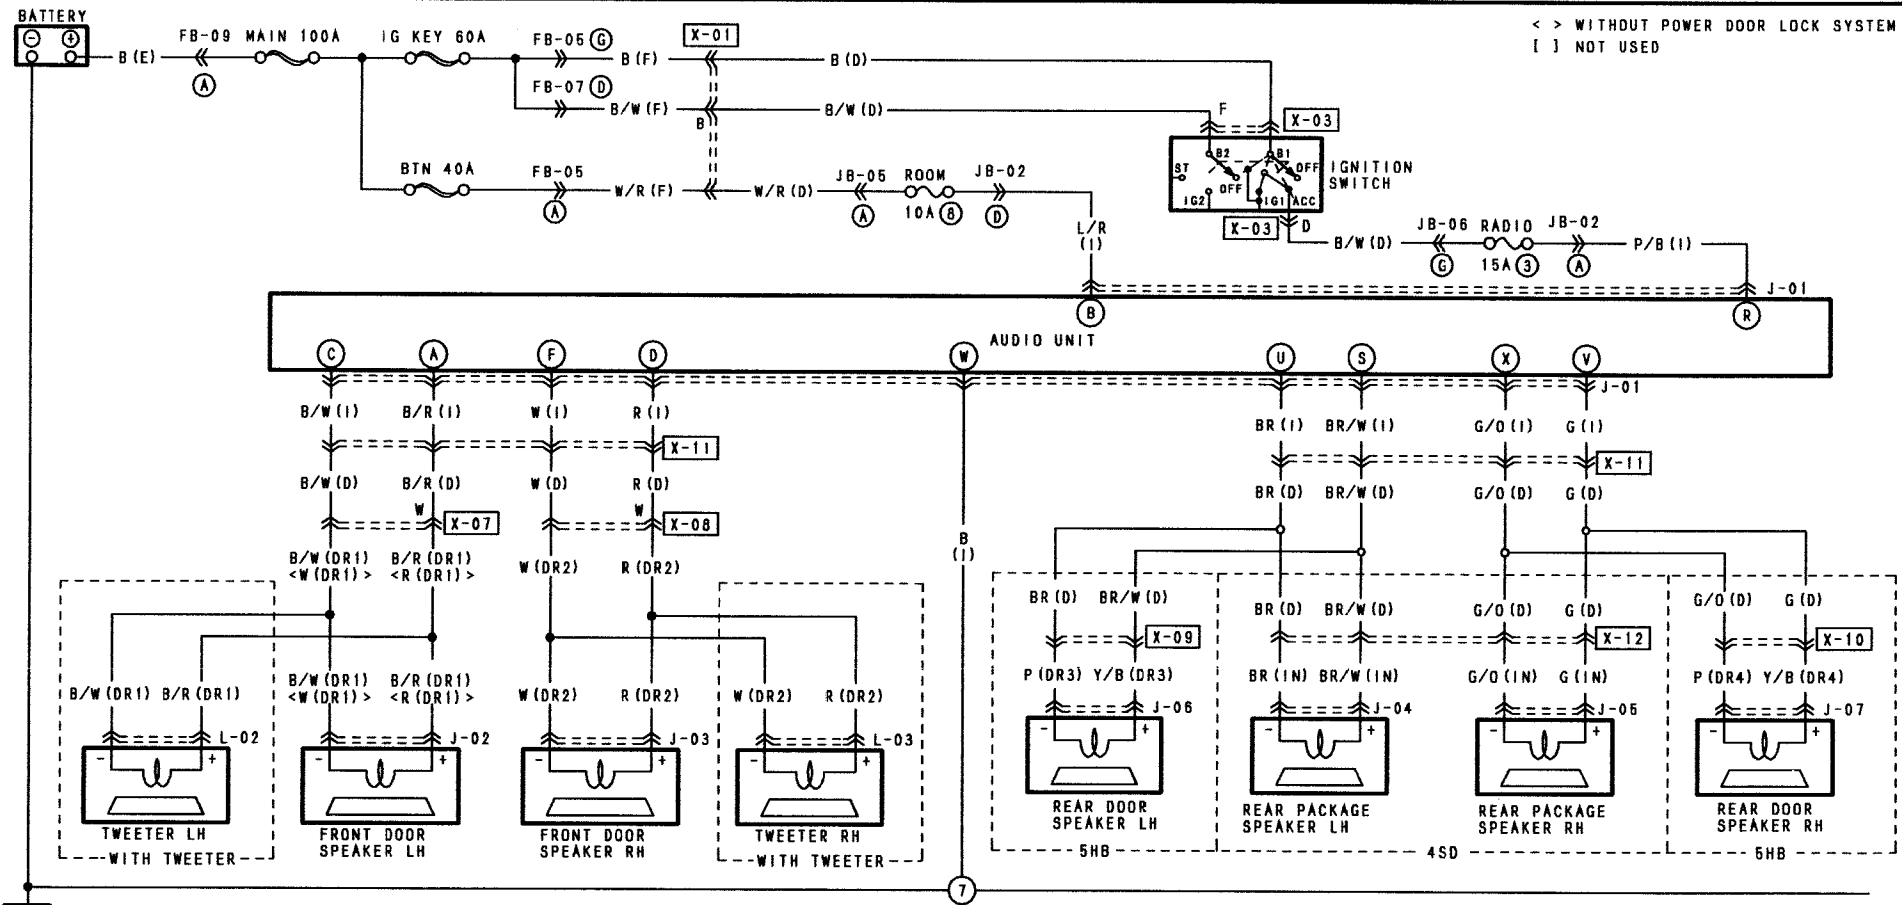 BATTERY
< > WITHOUT POWER DOOR LOCK SYSTEM
[ ] NOT USED
FB-09 MAIN 100A
IG KEY 60A
FB-05 G
X-01
B(E)
B(F)
B(D)
A
FB-07 D
B/W(F)
B/W(D)
B
F
X-03
B2
B1
ST
OFF
OFF
IG2
IG1
ACC
IGNITION
SWITCH
BTN 40A
FB-05
W/R(F)
W/R(D)
JB-05
ROOM
JB-02
A
A
10A 8
D
X-03
D
L/R
(I)
B/W(D)
JB-06
RADIO
JB-02
P/B(I)
G
15A 3
A
J-01
B
R
AUDIO UNIT
C
A
F
D
W
U
S
X
V
J-01
B/W(I)
B/R(I)
W(I)
R(I)
BR(I)
BR/W(I)
G/O(I)
G(I)
X-11
X-11
B/W(D)
B/R(D)
W(D)
R(D)
BR(D)
BR/W(D)
G/O(D)
G(D)
W
X-07
W
X-08
B
(I)
B/W(DR1)
<W(DR1)>
B/R(DR1)
<R(DR1)>
W(DR2)
R(DR2)
BR(D)
BR/W(D)
BR(D)
BR/W(D)
G/O(D)
G(D)
G/O(D)
G(D)
X-09
X-12
X-10
B/W(DR1)
B/R(DR1)
B/W(DR1)
<W(DR1)>
B/R(DR1)
<R(DR1)>
W(DR2)
R(DR2)
W(DR2)
R(DR2)
P(DR3)
Y/B(DR3)
BR(IN)
BR/W(IN)
G/O(IN)
G(IN)
P(DR4)
Y/B(DR4)
L-02
J-02
J-03
L-03
J-06
J-04
J-05
J-07
- +
- +
- +
- +
- +
- +
- +
- +
TWEETER LH
FRONT DOOR
SPEAKER LH
FRONT DOOR
SPEAKER RH
TWEETER RH
REAR DOOR
SPEAKER LH
REAR PACKAGE
SPEAKER LH
REAR PACKAGE
SPEAKER RH
REAR DOOR
SPEAKER RH
WITH TWEETER
WITH TWEETER
5HB
4SD
5HB
7